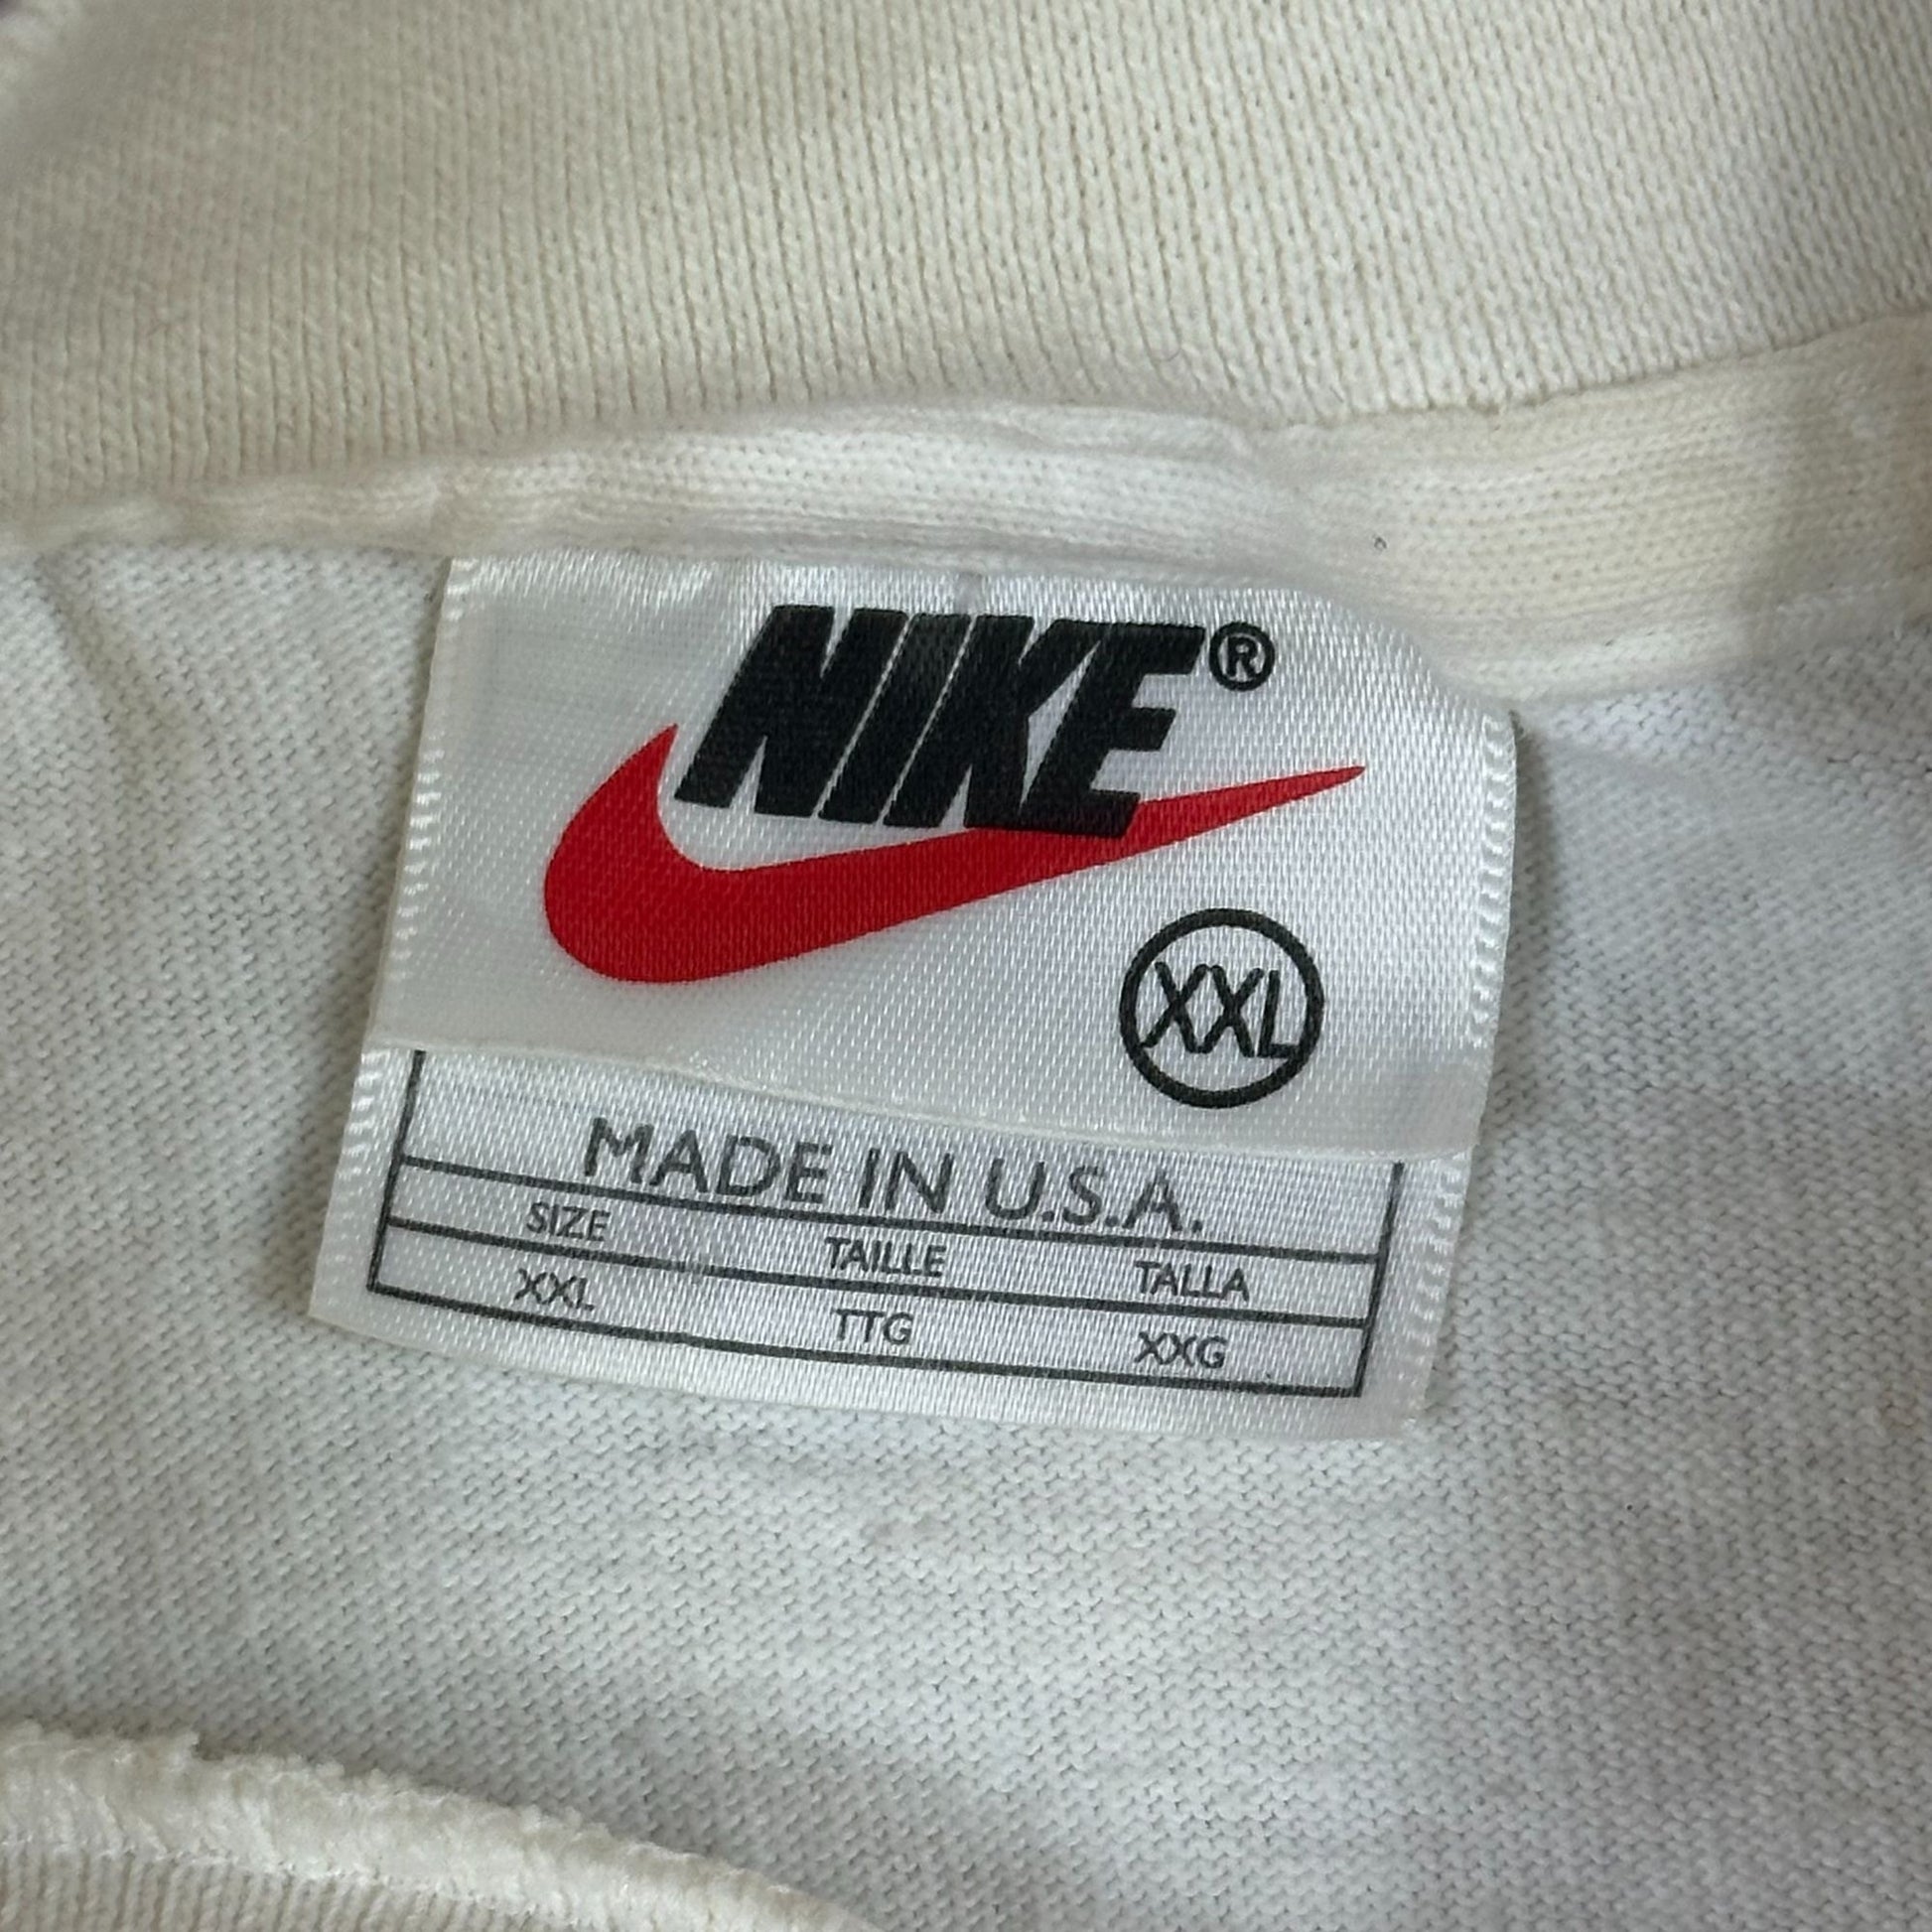 NIKE®
XXL
MADE IN U.S.A.
SIZE TAILLE TALLA
XXL TTG XXG